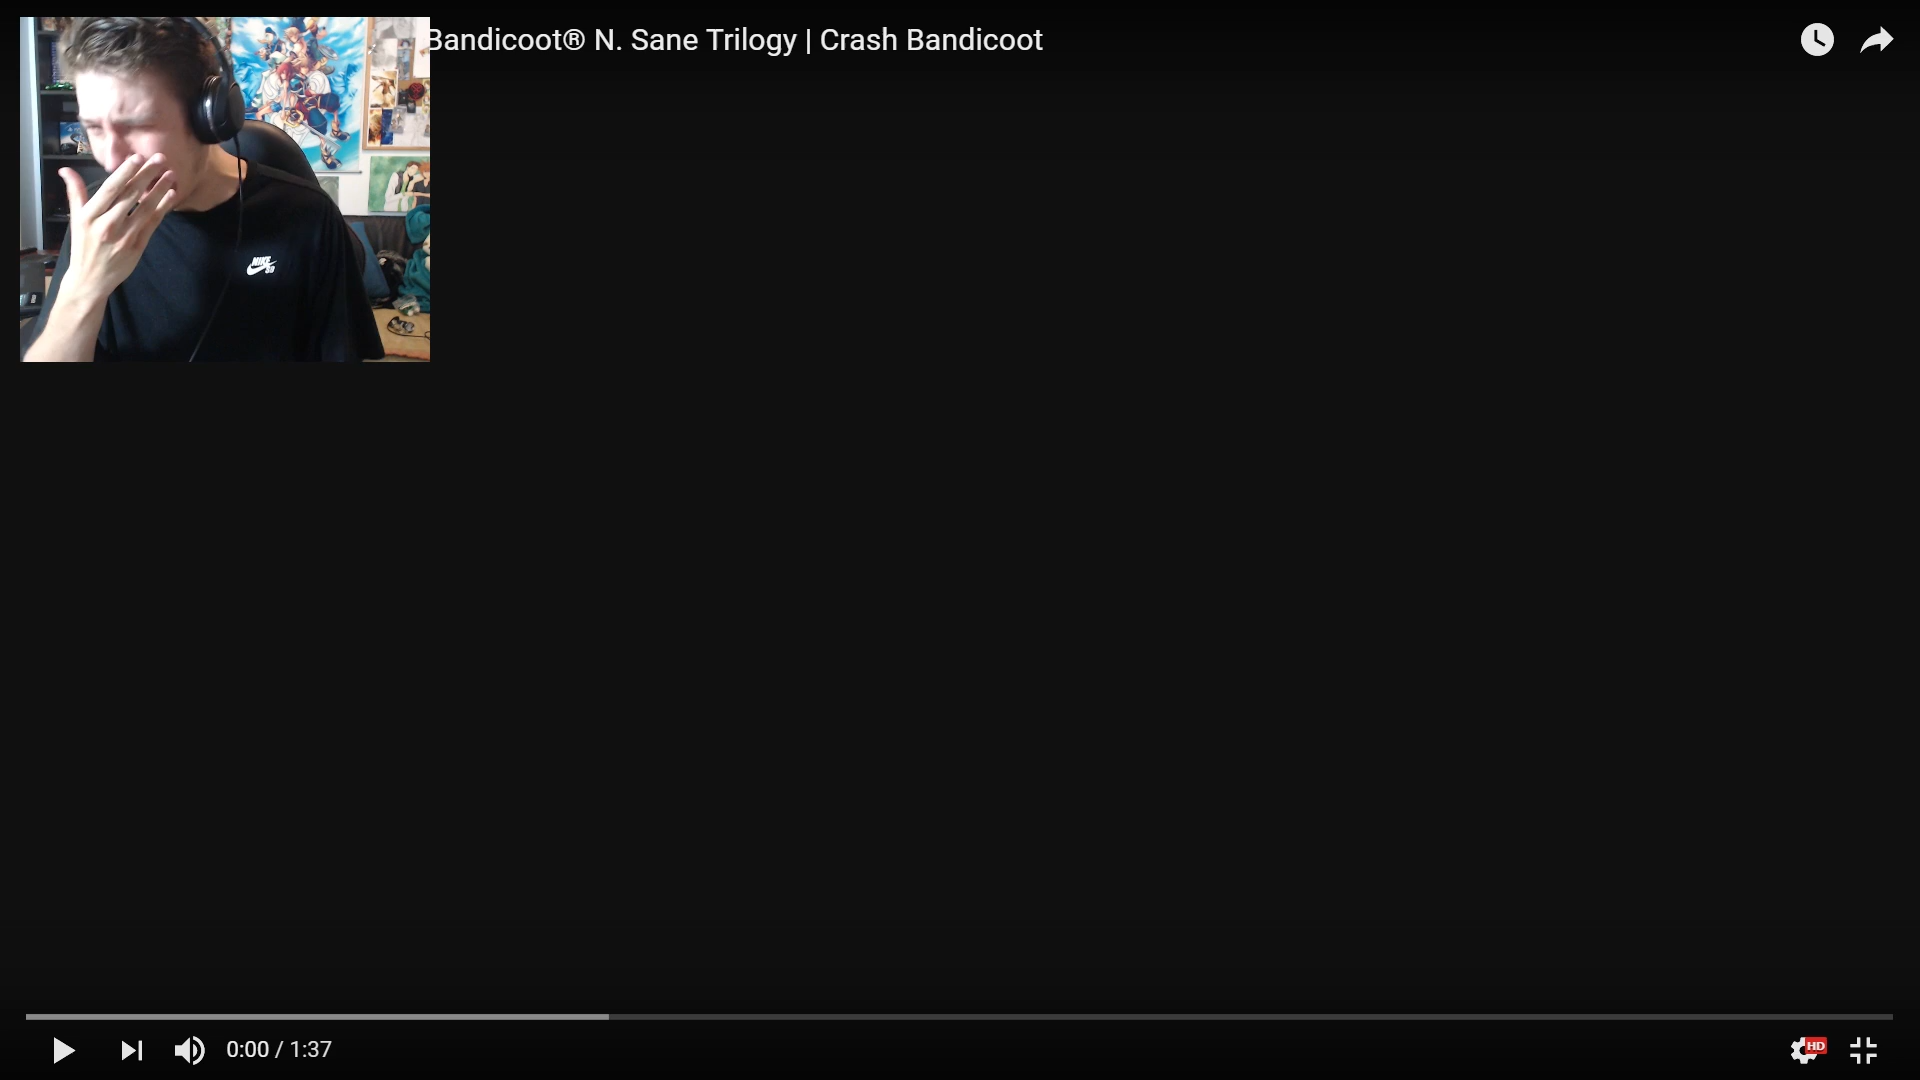 Bandicoot® N. Sane Trilogy | Crash Bandicoot
NIKE
SB
0:00 / 1:37
HD